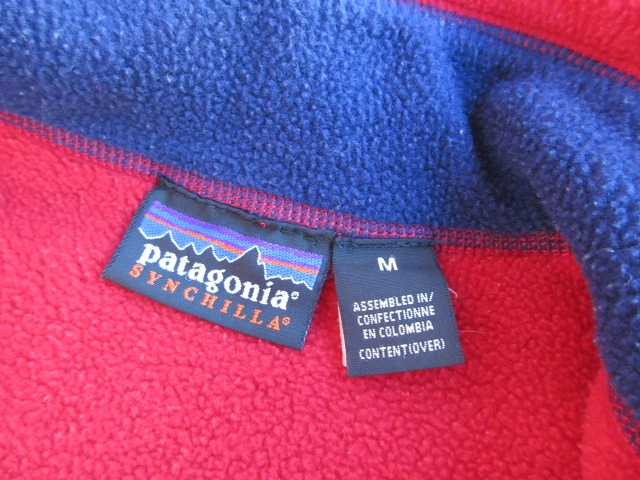 patagonia®
SYNCHILLA®
M
ASSEMBLED IN/
CONFECTIONNE
EN COLOMBIA
CONTENT(OVER)